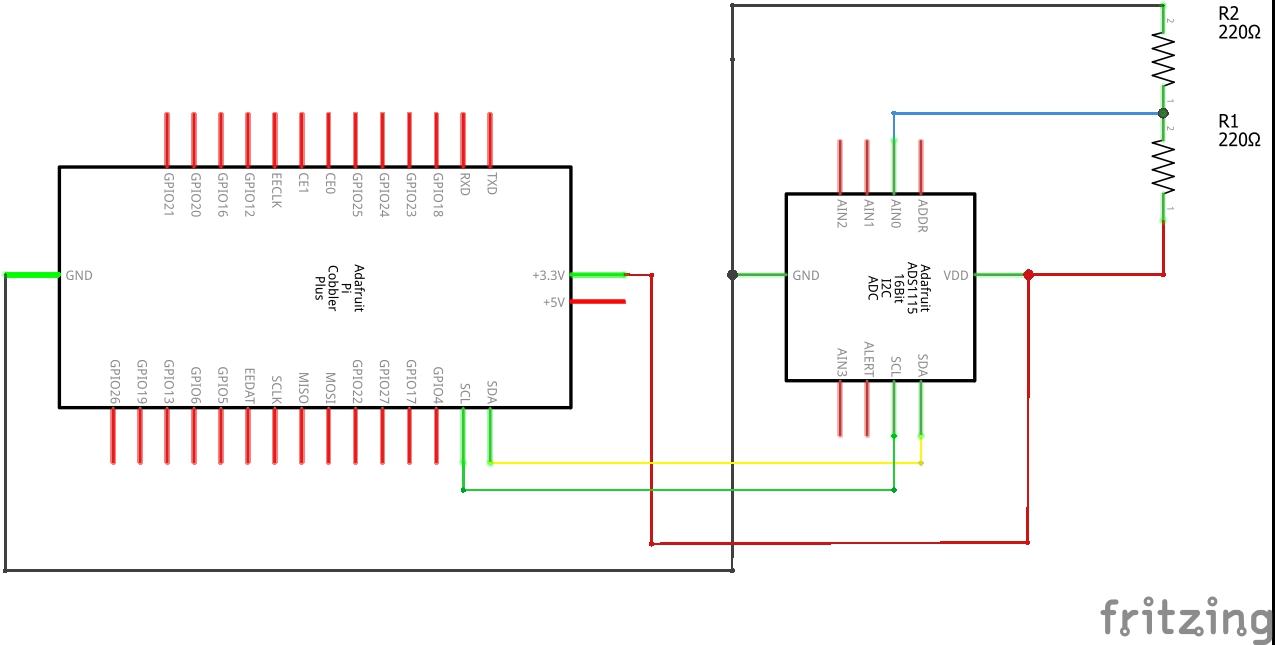 R2
220Ω
2
1
R1
220Ω
2
1
GPIO21
GPIO20
GPIO16
GPIO12
EECLK
CE1
CE0
GPIO25
GPIO24
GPIO23
GPIO18
RXD
TXD
AIN2
AIN1
AIN0
ADDR
GND
Adafruit
Pi
Cobbler
Plus
+3.3V
+5V
GND
Adafruit
ADS1115
16Bit
I2C
ADC
VDD
GPIO26
GPIO19
GPIO13
GPIO6
GPIO5
EEDAT
SCLK
MISO
MOSI
GPIO22
GPIO27
GPIO17
GPIO4
SCL
SDA
AIN3
ALERT
SCL
SDA
fritzing